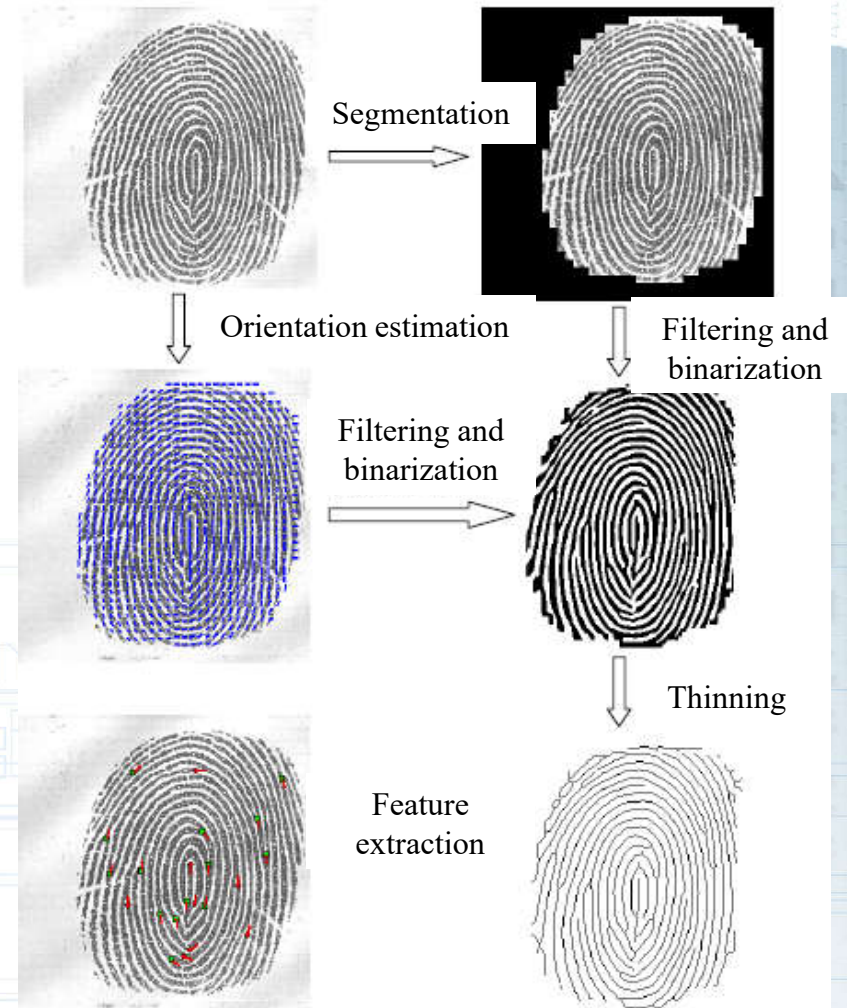 Segmentation
Orientation estimation
Filtering and
binarization
Filtering and
binarization
Thinning
Feature
extraction